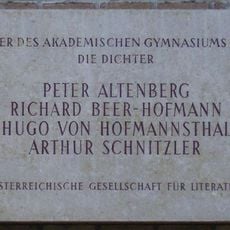 ER DES AKADEMISCHEN GYMNASIUMS
DIE DICHTER
PETER ALTENBERG
RICHARD BEER-HOFMANN
HUGO VON HOFMANNSTHAL
ARTHUR SCHNITZLER
STERREICHISCHE GESELLSCHAFT FÜR LITERAT